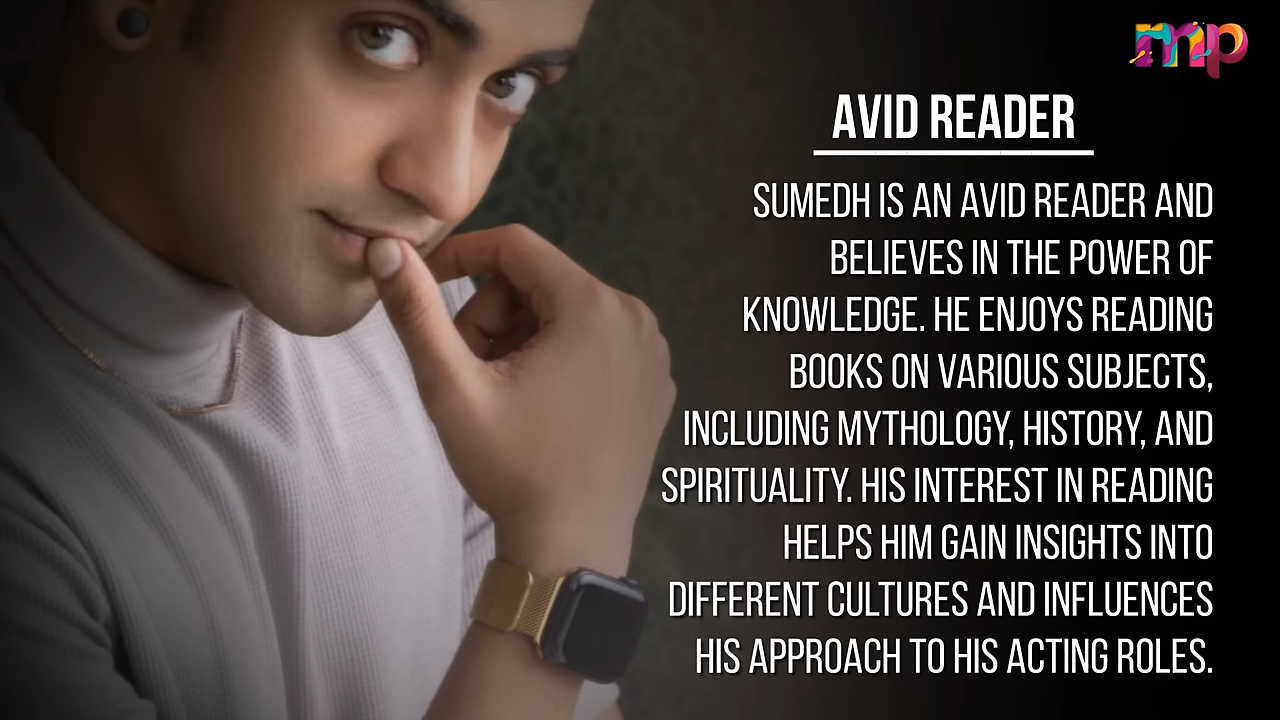 mp
AVID READER
SUMEDH IS AN AVID READER AND
BELIEVES IN THE POWER OF
KNOWLEDGE. HE ENJOYS READING
BOOKS ON VARIOUS SUBJECTS,
INCLUDING MYTHOLOGY, HISTORY, AND
SPIRITUALITY. HIS INTEREST IN READING
HELPS HIM GAIN INSIGHTS INTO
DIFFERENT CULTURES AND INFLUENCES
HIS APPROACH TO HIS ACTING ROLES.